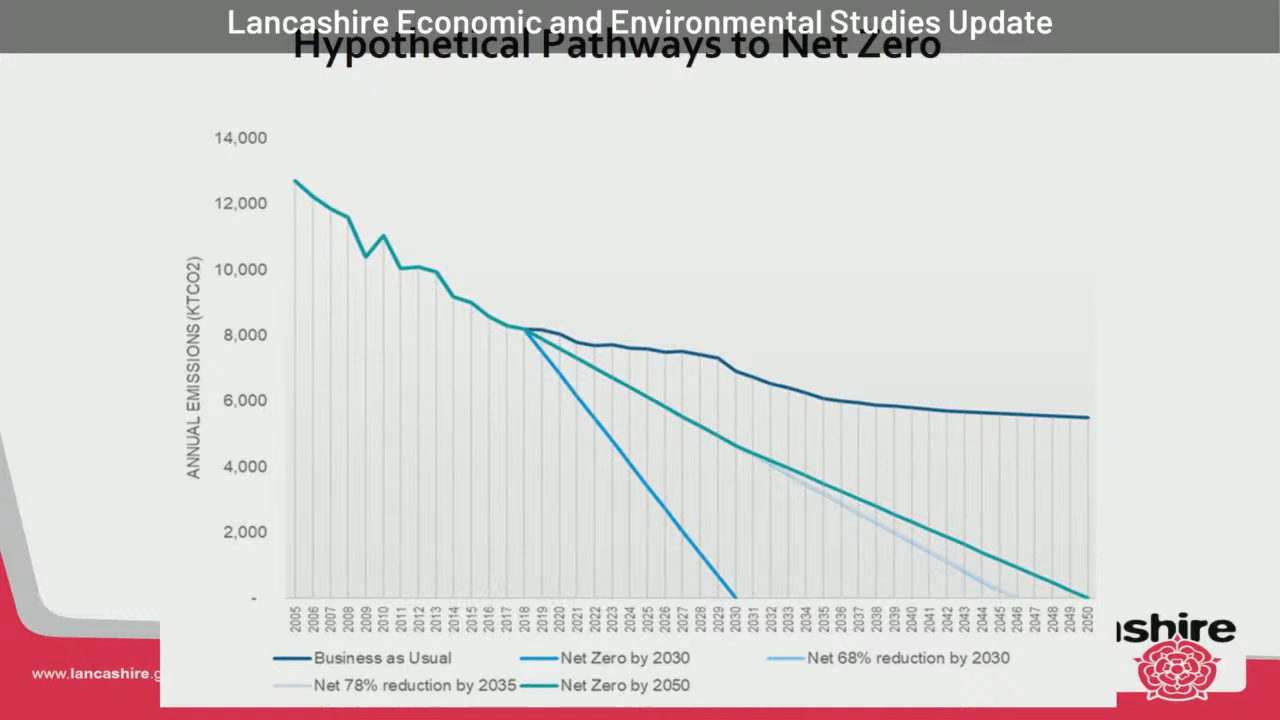 Lancashire Economic and Environmental Studies Update
Hypothetical Pathways to Net Zero
14,000
12,000
10,000
8,000
6,000
4,000
2,000
-
ANNUAL EMISSIONS (KTCO2)
2005 2006 2007 2008 2009 2010 2011 2012 2013 2014 2015 2016 2017 2018 2019 2020 2021 2022 2023 2024 2025 2026 2027 2028 2029 2030 2031 2032 2033 2034 2035 2036 2037 2038 2039 2040 2041 2042 2043 2044 2045 2046 2047 2048 2049 2050
Business as Usual Net Zero by 2030 Net 68% reduction by 2030
Net 78% reduction by 2035 Net Zero by 2050
www.lancashire.g
shire